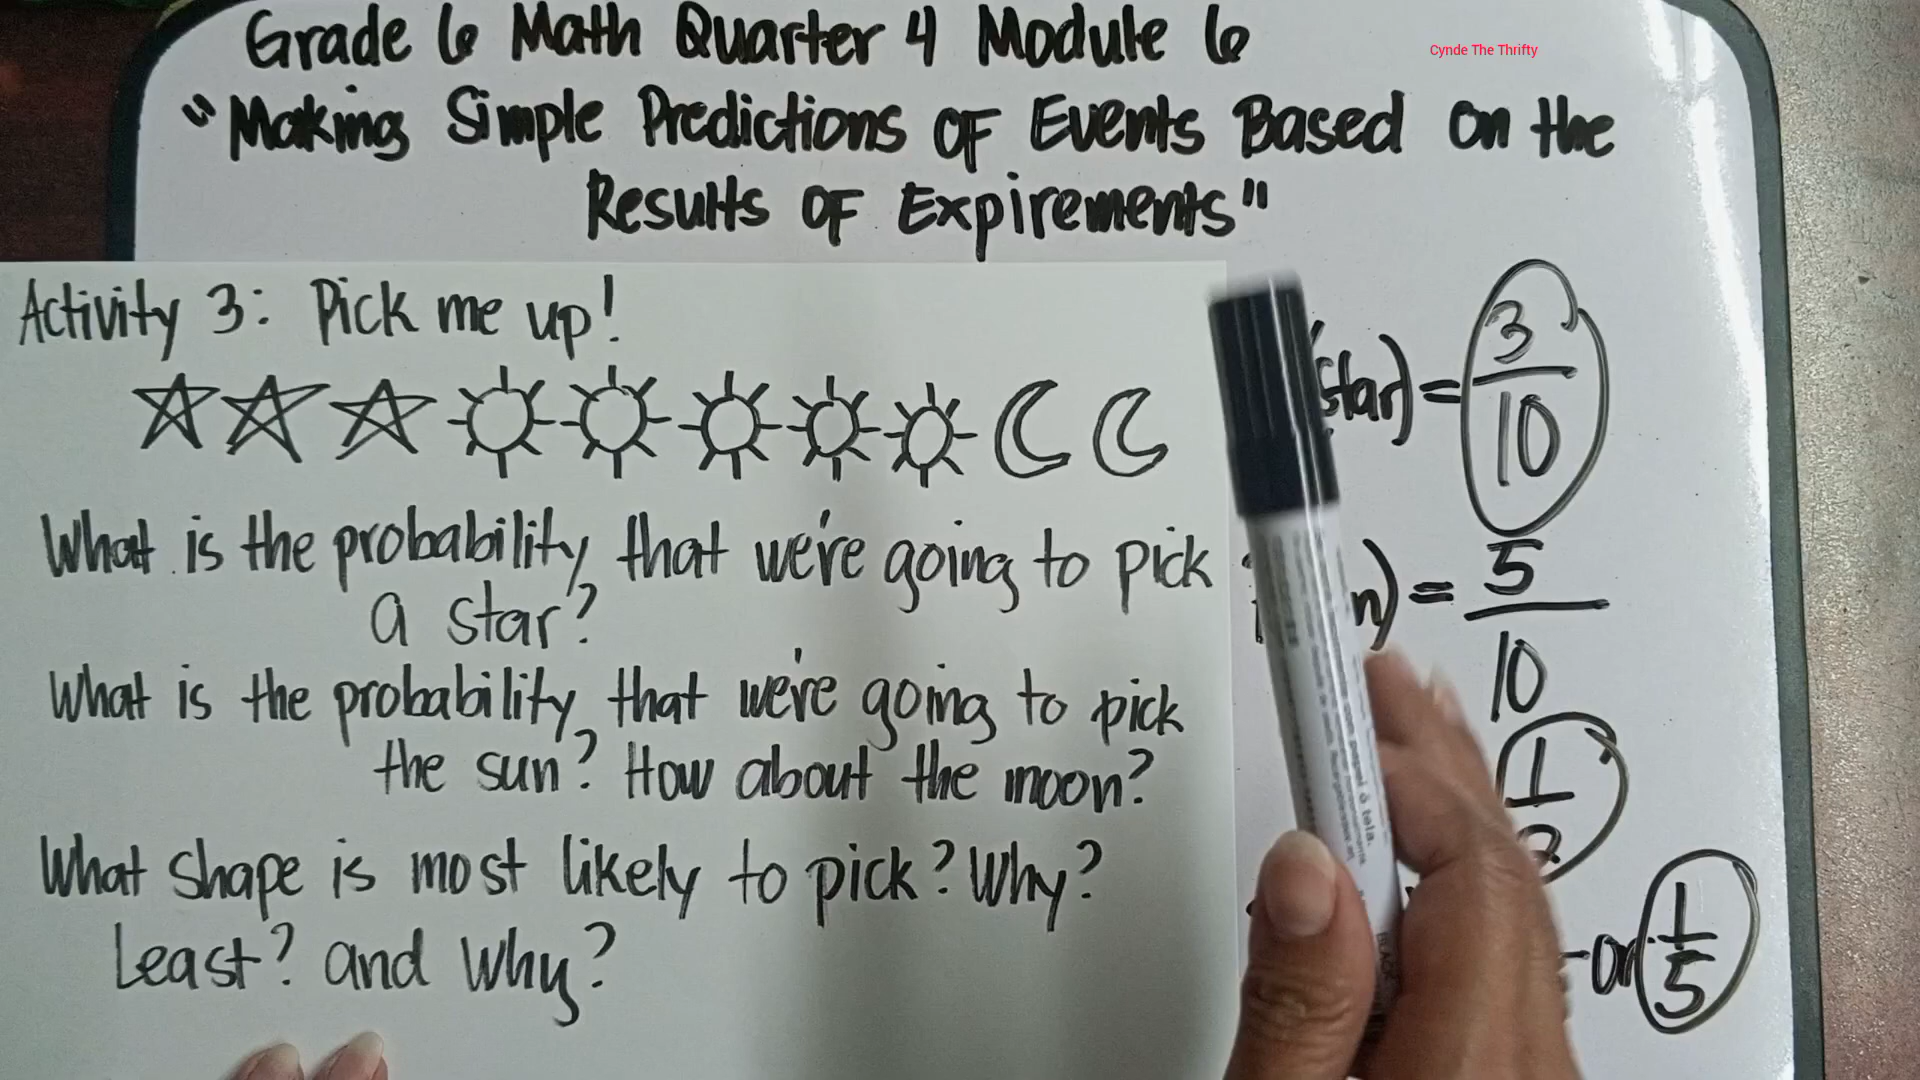 Grade 6 Math Quarter 4 Module 6
Cynde The Thrifty
"Making Simple Predictions OF Events Based on the
Results OF Expirements"
Activity 3: Pick me up!
What is the probability that we're going to pick
a star?
What is the probability that we're going to pick
the sun? How about the moon?
What shape is most likely to pick? Why?
Least? and Why?
star) = 3/10
n) = 5/10
1
or 1/5